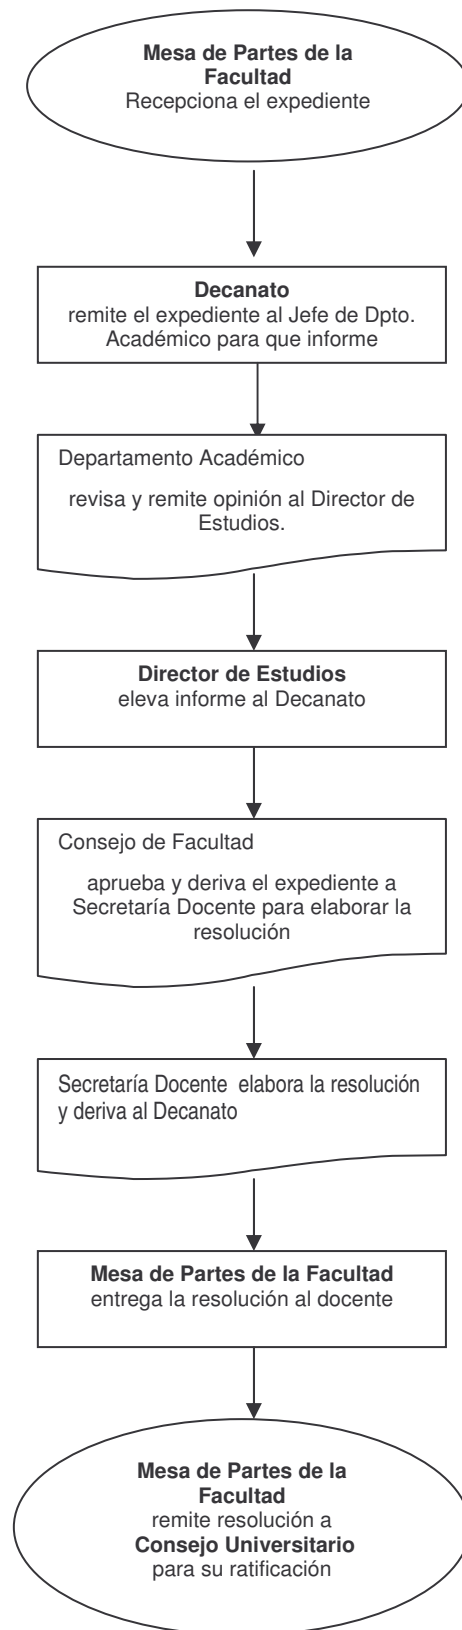 Mesa de Partes de la
Facultad
Recepciona el expediente
Decanato
remite el expediente al Jefe de Dpto.
Académico para que informe
Departamento Académico
revisa y remite opinión al Director de
Estudios.
Director de Estudios
eleva informe al Decanato
Consejo de Facultad
aprueba y deriva el expediente a
Secretaría Docente para elaborar la
resolución
Secretaría Docente elabora la resolución
y deriva al Decanato
Mesa de Partes de la Facultad
entrega la resolución al docente
Mesa de Partes de la
Facultad
remite resolución a
Consejo Universitario
para su ratificación